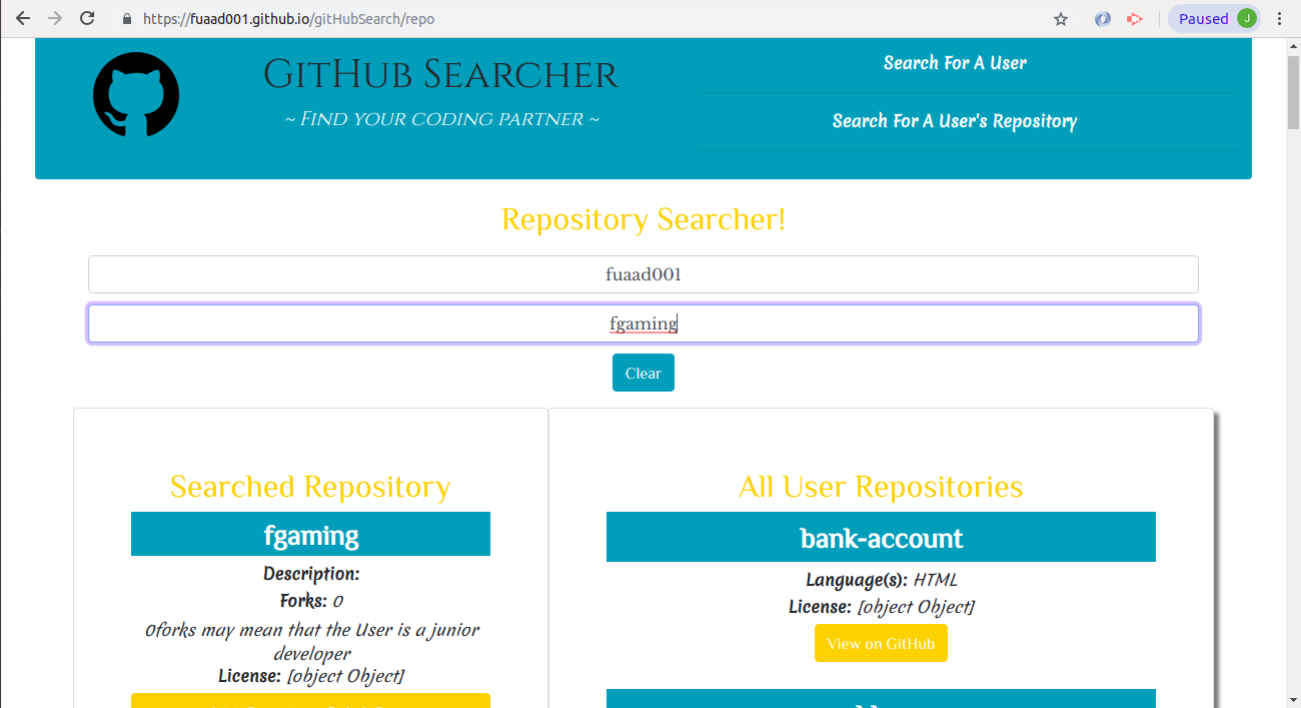 https://fuaad001.github.io/gitHubSearch/repo
Paused J
GitHub Searcher
~ Find your coding partner ~
Search For A User
Search For A User's Repository
Repository Searcher!
fuaad001
fgaming
Clear
Searched Repository
fgaming
Description:
Forks: 0
0forks may mean that the User is a junior
developer
License: [object Object]
All User Repositories
bank-account
Language(s): HTML
License: [object Object]
View on GitHub